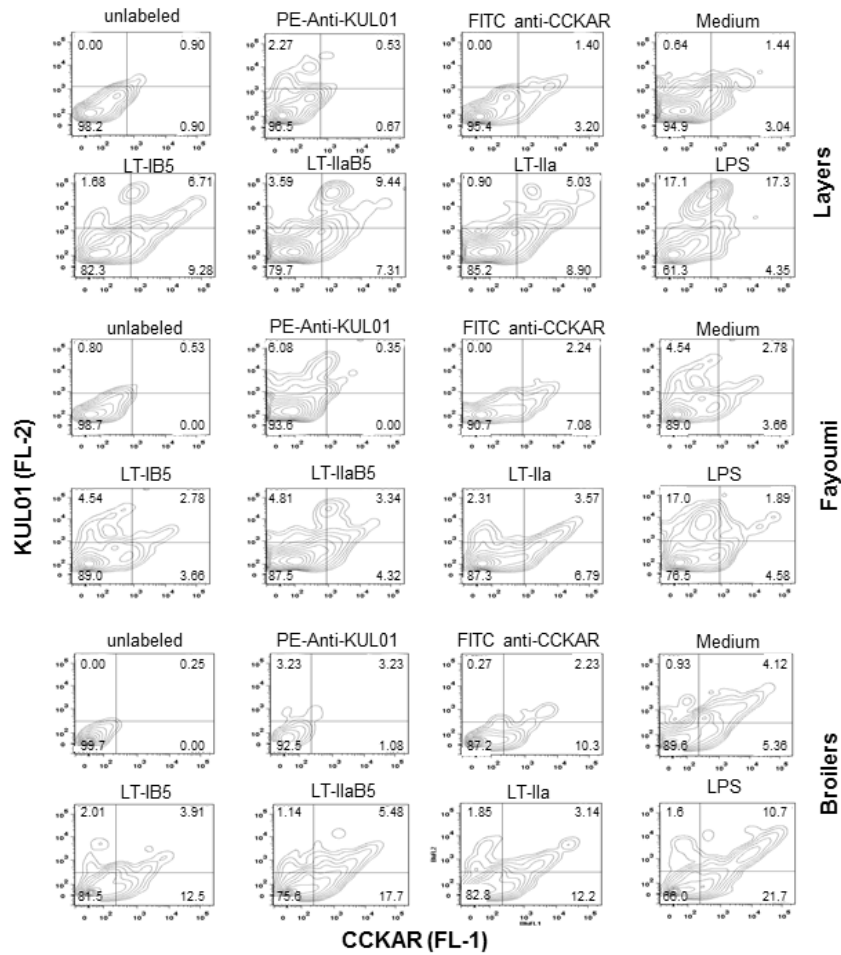 unlabeled PE-Anti-KUL01 FITC anti-CCKAR Medium
0.00 0.90 2.27 0.53 0.00 1.40 0.64 1.44
98.2 0.90 96.5 0.67 95.4 3.20 94.9 3.04
LT-IB5 LT-IIaB5 LT-IIa LPS
1.68 6.71 3.59 9.44 0.90 5.03 17.1 17.3
82.3 9.28 79.7 7.31 85.2 8.90 61.3 4.35
Layers
unlabeled PE-Anti-KUL01 FITC anti-CCKAR Medium
0.80 0.53 6.08 0.35 0.00 2.24 4.54 2.78
98.7 0.00 93.6 0.00 90.7 7.08 89.0 3.66
LT-IB5 LT-IIaB5 LT-IIa LPS
4.54 2.78 4.81 3.34 2.31 3.57 17.0 1.89
89.0 3.66 87.5 4.32 87.3 6.79 76.5 4.58
Fayoumi
unlabeled PE-Anti-KUL01 FITC anti-CCKAR Medium
0.00 0.25 3.23 3.23 0.27 2.23 0.93 4.12
99.7 0.00 92.5 1.08 87.2 10.3 89.6 5.36
LT-IB5 LT-IIaB5 LT-IIa LPS
2.01 3.91 1.14 5.48 1.85 3.14 1.6 10.7
81.5 12.5 75.6 17.7 82.8 12.2 66.0 21.7
Broilers
KUL01 (FL-2)
CCKAR (FL-1)